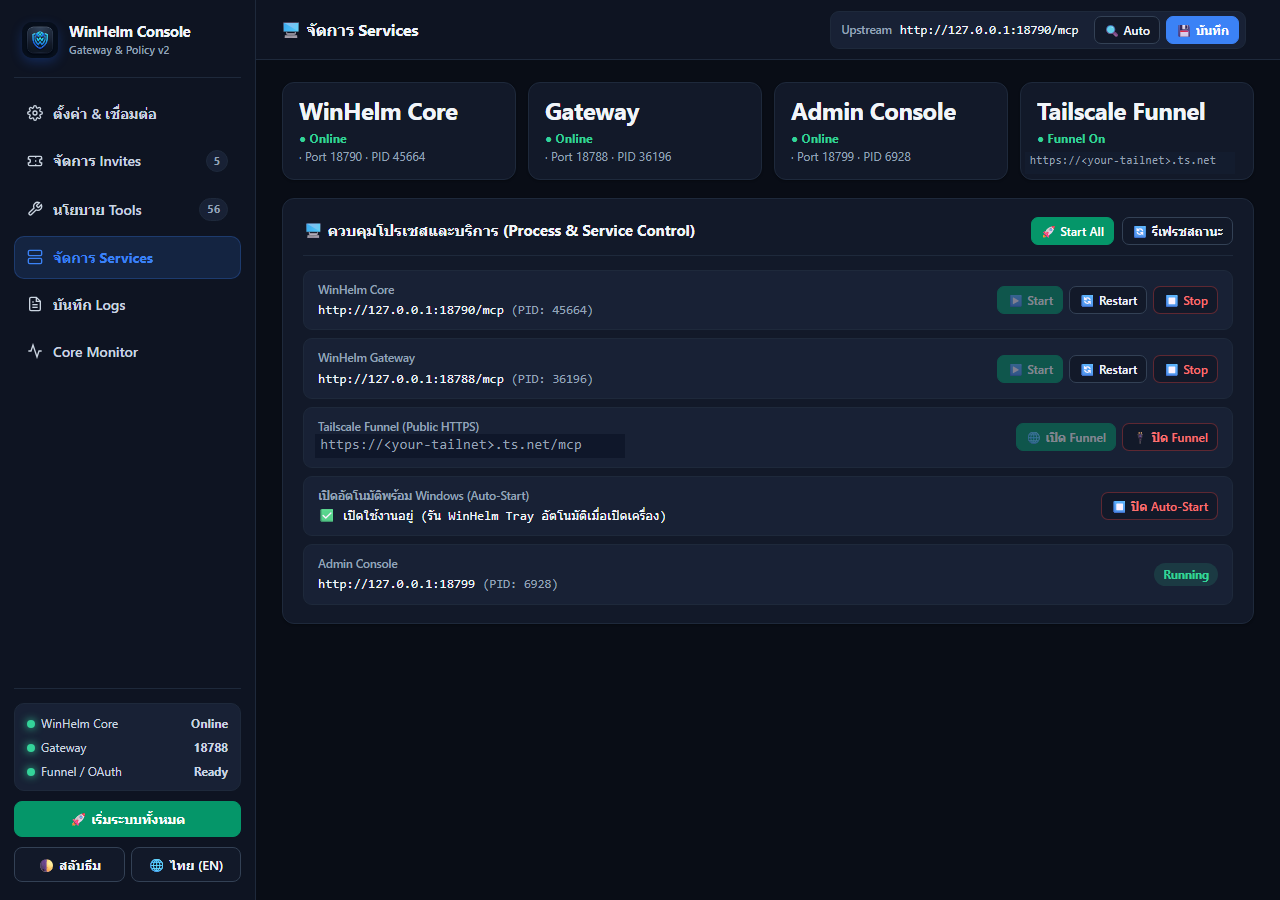 WinHelm Console
Gateway & Policy v2
ตั้งค่า & เชื่อมต่อ
จัดการ Invites 5
นโยบาย Tools 56
จัดการ Services
บันทึก Logs
Core Monitor
WinHelm Core Online
Gateway 18788
Funnel / OAuth Ready
🚀 เริ่มระบบทั้งหมด
🌓 สลับธีม 🌐 ไทย (EN)
🖥️ จัดการ Services
Upstream http://127.0.0.1:18790/mcp 🔍 Auto 💾 บันทึก
WinHelm Core
● Online
· Port 18790 · PID 45664
Gateway
● Online
· Port 18788 · PID 36196
Admin Console
● Online
· Port 18799 · PID 6928
Tailscale Funnel
● Funnel On
https://<your-tailnet>.ts.net
🖥️ ควบคุมโปรเซสและบริการ (Process & Service Control) 🚀 Start All 🔄 รีเฟรชสถานะ
WinHelm Core
http://127.0.0.1:18790/mcp (PID: 45664) ▶️ Start 🔄 Restart ⏹️ Stop
WinHelm Gateway
http://127.0.0.1:18788/mcp (PID: 36196) ▶️ Start 🔄 Restart ⏹️ Stop
Tailscale Funnel (Public HTTPS)
https://<your-tailnet>.ts.net/mcp 🌐 เปิด Funnel 🔌 ปิด Funnel
เปิดอัตโนมัติพร้อม Windows (Auto-Start)
✅ เปิดใช้งานอยู่ (รัน WinHelm Tray อัตโนมัติเมื่อเปิดเครื่อง) ⏹️ ปิด Auto-Start
Admin Console
http://127.0.0.1:18799 (PID: 6928) Running